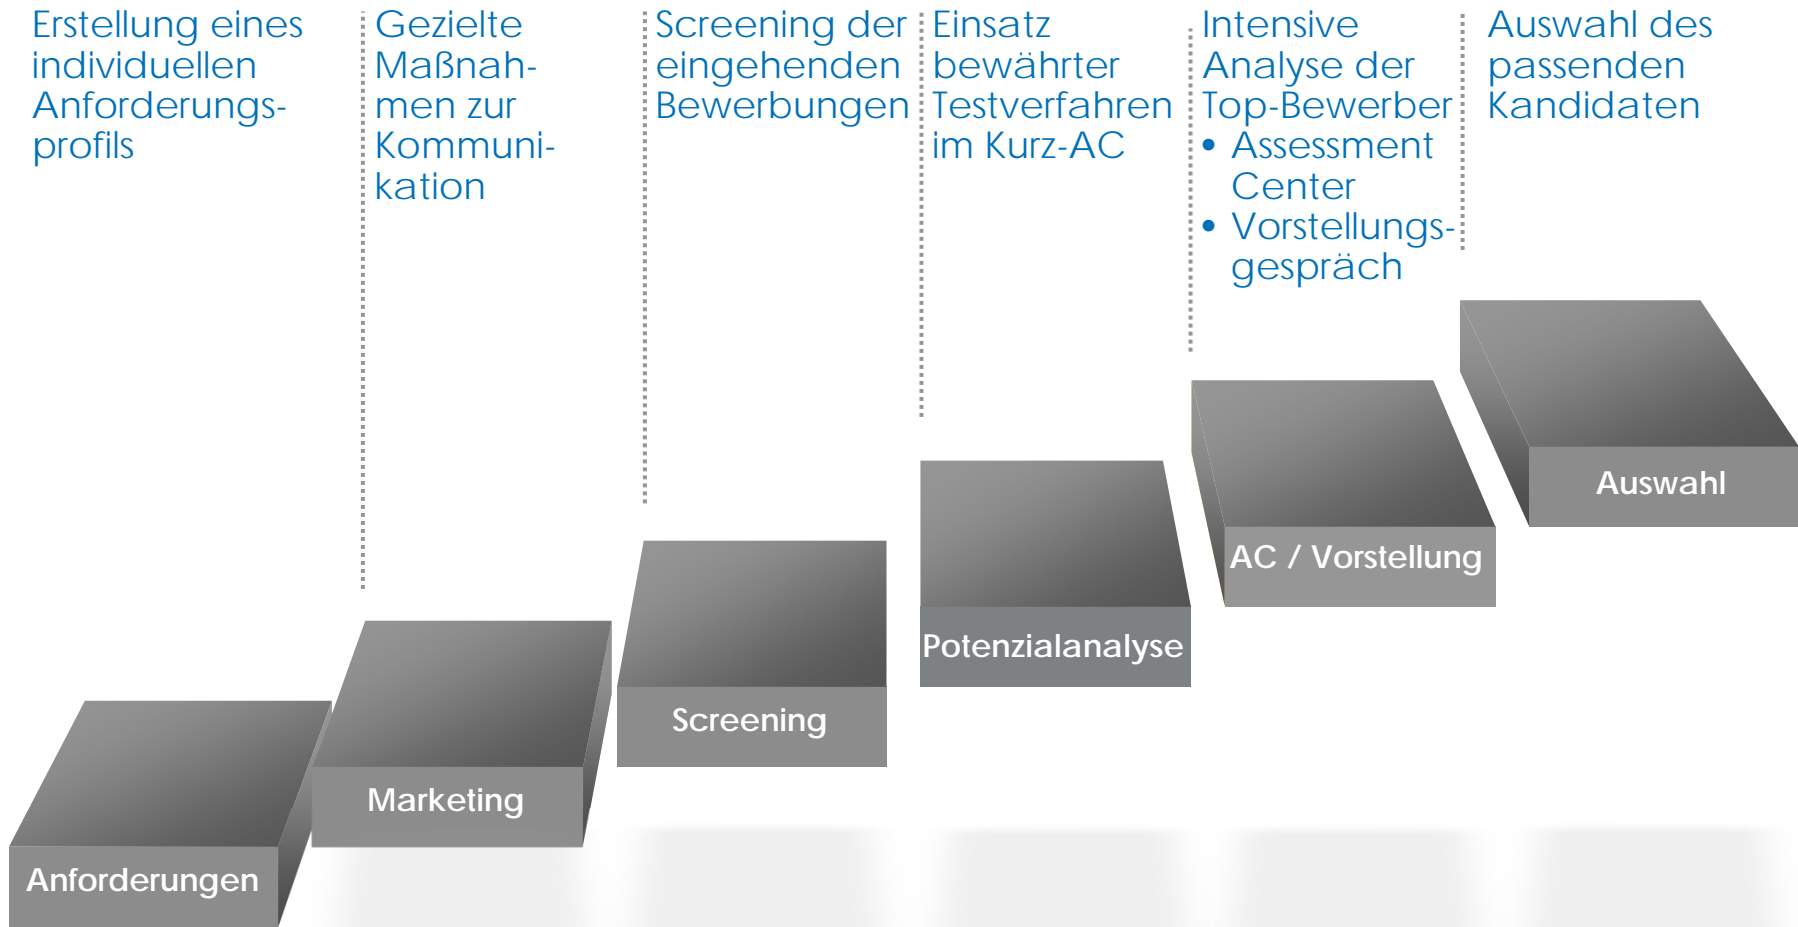 Erstellung eines
individuellen
Anforderungs-
profils
Gezielte
Maßnah-
men zur
Kommuni-
kation
Screening der
eingehenden
Bewerbungen
Einsatz
bewährter
Testverfahren
im Kurz-AC
Intensive
Analyse der
Top-Bewerber
• Assessment
Center
• Vorstellungs-
gespräch
Auswahl des
passenden
Kandidaten
Anforderungen
Marketing
Screening
Potenzialanalyse
AC / Vorstellung
Auswahl